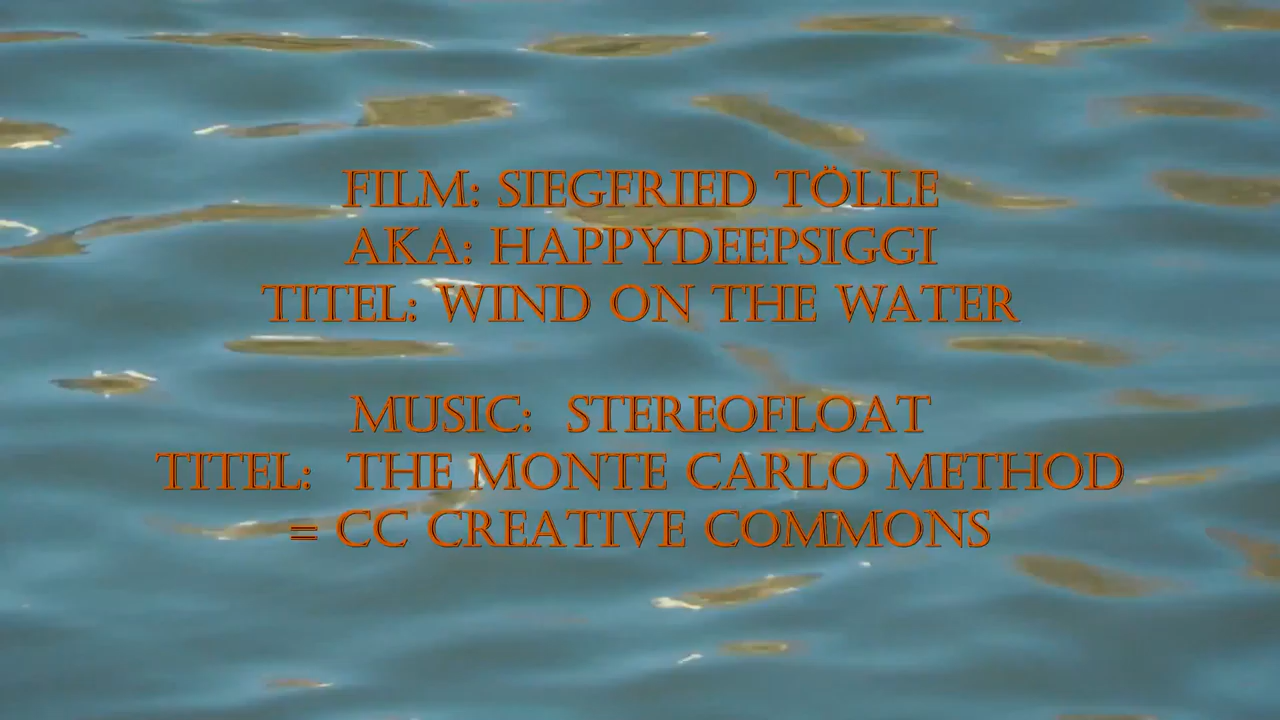 FILM: SIEGFRIED TÖLLE
AKA: HAPPYDEEPSIGGI
TITEL: WIND ON THE WATER
MUSIC: STEREOFLOAT
TITEL: THE MONTE CARLO METHOD
= CC CREATIVE COMMONS